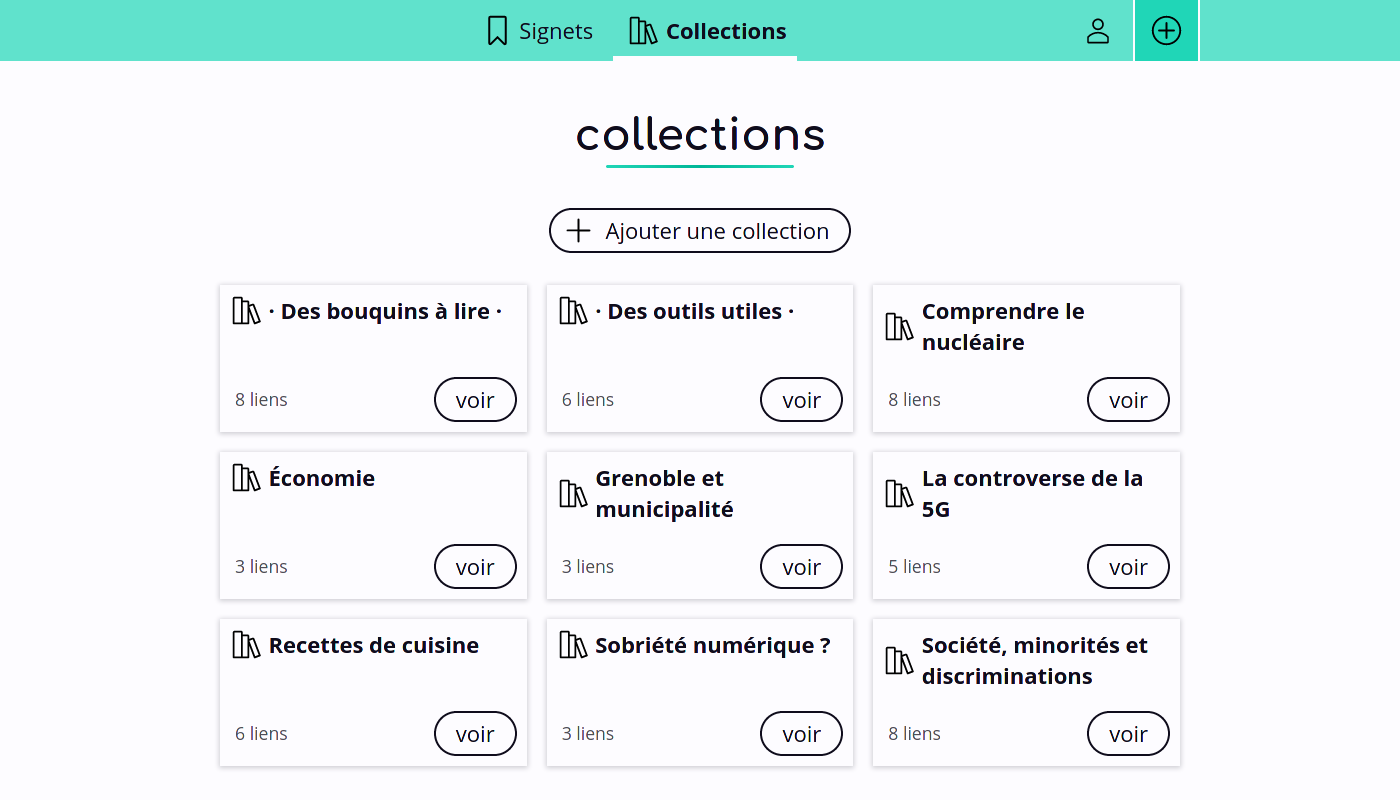 Signets
Collections
collections
Ajouter une collection
· Des bouquins à lire ·
8 liens
voir
· Des outils utiles ·
6 liens
voir
Comprendre le
nucléaire
8 liens
voir
Économie
3 liens
voir
Grenoble et
municipalité
3 liens
voir
La controverse de la
5G
5 liens
voir
Recettes de cuisine
6 liens
voir
Sobriété numérique ?
3 liens
voir
Société, minorités et
discriminations
8 liens
voir